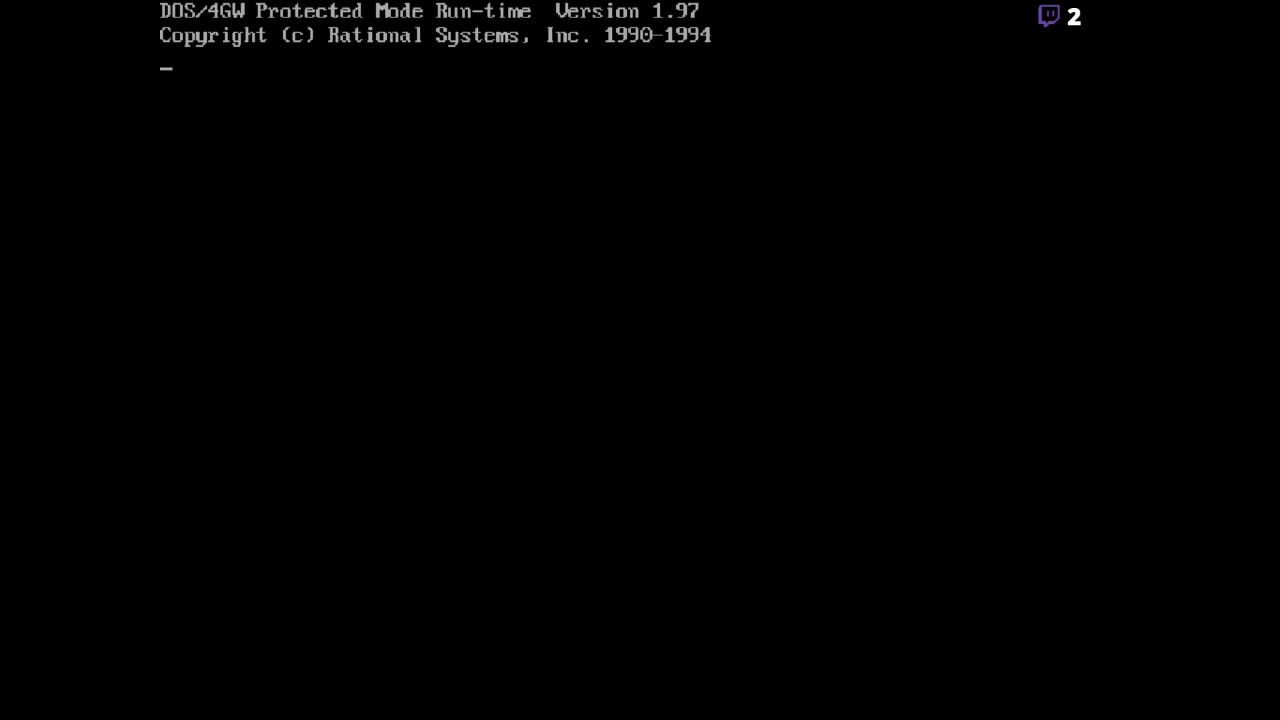 DOS/4GW Protected Mode Run-time  Version 1.97
2
Copyright (c) Rational Systems, Inc. 1990-1994